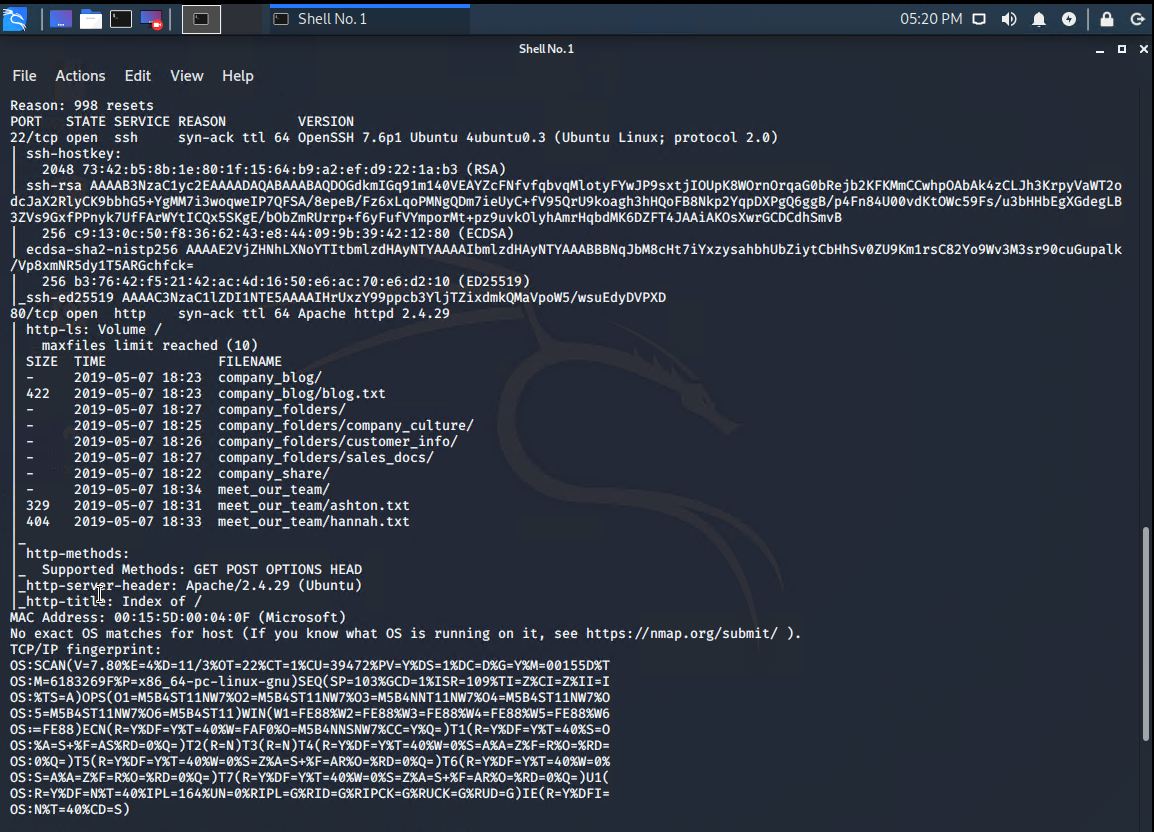 Shell No. 1
05:20 PM
Shell No. 1
File Actions Edit View Help
Reason: 998 resets
PORT STATE SERVICE REASON VERSION
22/tcp open ssh syn-ack ttl 64 OpenSSH 7.6p1 Ubuntu 4ubuntu0.3 (Ubuntu Linux; protocol 2.0)
| ssh-hostkey:
|   2048 73:42:b5:8b:1e:80:1f:15:64:b9:a2:ef:d9:22:1a:b3 (RSA)
| ssh-rsa AAAAB3NzaC1yc2EAAAADAQABAAABAQDOGdkmIGq91m140VEAYZcFNfvfqbvqMlotyFYwJP9sxtjIOUpK8WOrnOrqaG0bRejb2KFKMmCCwhpOAbAk4zCLJh3KrpyVaWT2o
dcJaX2RlyCK9bbhG5+YgMM7i3woqweIP7QFSA/8epeB/Fz6xLqoPMNgQDm7ieUyC+fV95QrU9koagh3hHQoFB8Nkp2YqpDXPgQ6ggB/p4Fn84U00vdKtOWc59Fs/u3bHHbEgXGdegLB
3ZVs9GxfPPnyk7UfFArWYtICQx5SKgE/bObZmRUrrp+f6yFufVYmporMt+pz9uvkOlyhAmrHqbdMK6DZFT4JAAiAKOsXwrGCDCdhSmvB
|   256 c9:13:0c:50:f8:36:62:43:e8:44:09:9b:39:42:12:80 (ECDSA)
| ecdsa-sha2-nistp256 AAAAE2VjZHNhLXNoYTItbmlzdHAyNTYAAAAIbmlzdHAyNTYAAABBBNqJbM8cHt7iYxzysahbhUbZiytCbHhSv0ZU9Km1rsC82Yo9Wv3M3sr90cuGupalk
/Vp8xmNR5dy1T5ARGchfck=
|   256 b3:76:42:f5:21:42:ac:4d:16:50:e6:ac:70:e6:d2:10 (ED25519)
|_ssh-ed25519 AAAAC3NzaC1lZDI1NTE5AAAAIHrUxzY99ppcb3YljTZixdmkQMaVpoW5/wsuEdyDVPXD
80/tcp open http syn-ack ttl 64 Apache httpd 2.4.29
| http-ls: Volume /
|   maxfiles limit reached (10)
| SIZE TIME FILENAME
| - 2019-05-07 18:23 company_blog/
| 422 2019-05-07 18:23 company_blog/blog.txt
| - 2019-05-07 18:27 company_folders/
| - 2019-05-07 18:25 company_folders/company_culture/
| - 2019-05-07 18:26 company_folders/customer_info/
| - 2019-05-07 18:27 company_folders/sales_docs/
| - 2019-05-07 18:22 company_share/
| - 2019-05-07 18:34 meet_our_team/
| 329 2019-05-07 18:31 meet_our_team/ashton.txt
| 404 2019-05-07 18:33 meet_our_team/hannah.txt
|_
| http-methods:
|_  Supported Methods: GET POST OPTIONS HEAD
|_http-server-header: Apache/2.4.29 (Ubuntu)
|_http-title: Index of /
MAC Address: 00:15:5D:00:04:0F (Microsoft)
No exact OS matches for host (If you know what OS is running on it, see https://nmap.org/submit/ ).
TCP/IP fingerprint:
OS:SCAN(V=7.80%E=4%D=11/3%OT=22%CT=1%CU=39472%PV=Y%DS=1%DC=D%G=Y%M=00155D%T
OS:M=6183269F%P=x86_64-pc-linux-gnu)SEQ(SP=103%GCD=1%ISR=109%TI=Z%CI=Z%II=I
OS:%TS=A)OPS(O1=M5B4ST11NW7%O2=M5B4ST11NW7%O3=M5B4NNT11NW7%O4=M5B4ST11NW7%O
OS:5=M5B4ST11NW7%O6=M5B4ST11)WIN(W1=FE88%W2=FE88%W3=FE88%W4=FE88%W5=FE88%W6
OS:=FE88)ECN(R=Y%DF=Y%T=40%W=FAF0%O=M5B4NNSNW7%CC=Y%Q=)T1(R=Y%DF=Y%T=40%S=O
OS:%A=S+%F=AS%RD=0%Q=)T2(R=N)T3(R=N)T4(R=Y%DF=Y%T=40%W=0%S=A%A=Z%F=R%O=%RD=
OS:0%Q=)T5(R=Y%DF=Y%T=40%W=0%S=Z%A=S+%F=AR%O=%RD=0%Q=)T6(R=Y%DF=Y%T=40%W=0%
OS:S=A%A=Z%F=R%O=%RD=0%Q=)T7(R=Y%DF=Y%T=40%W=0%S=Z%A=S+%F=AR%O=%RD=0%Q=)U1(
OS:R=Y%DF=N%T=40%IPL=164%UN=0%RIPL=G%RID=G%RIPCK=G%RUCK=G%RUD=G)IE(R=Y%DFI=
OS:N%T=40%CD=S)